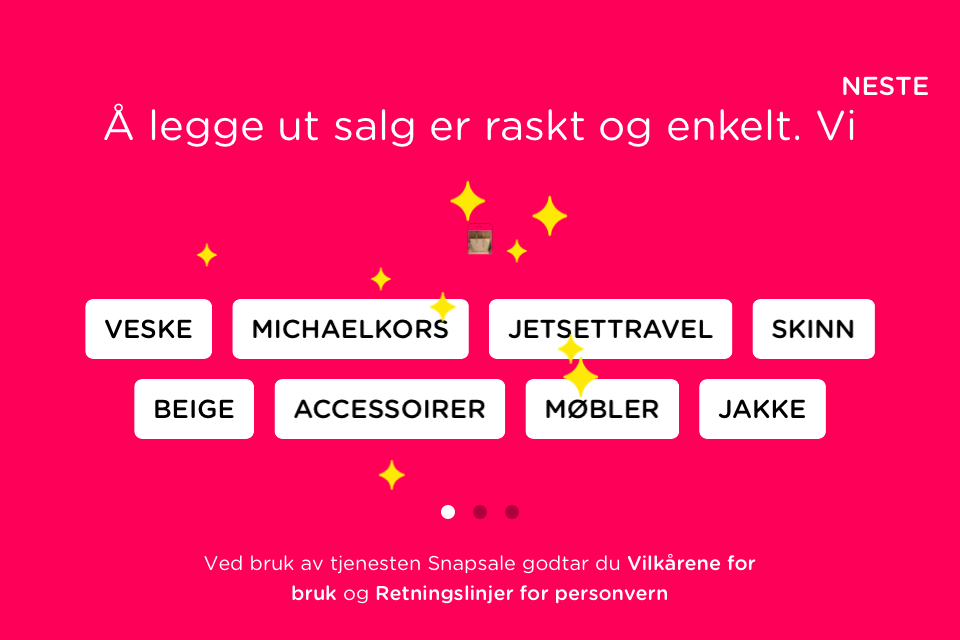 NESTE
Å legge ut salg er raskt og enkelt. Vi
VESKE MICHAELKORS JETSETTRAVEL SKINN
BEIGE ACCESSOIRER MØBLER JAKKE
Ved bruk av tjenesten Snapsale godtar du Vilkårene for
bruk og Retningslinjer for personvern